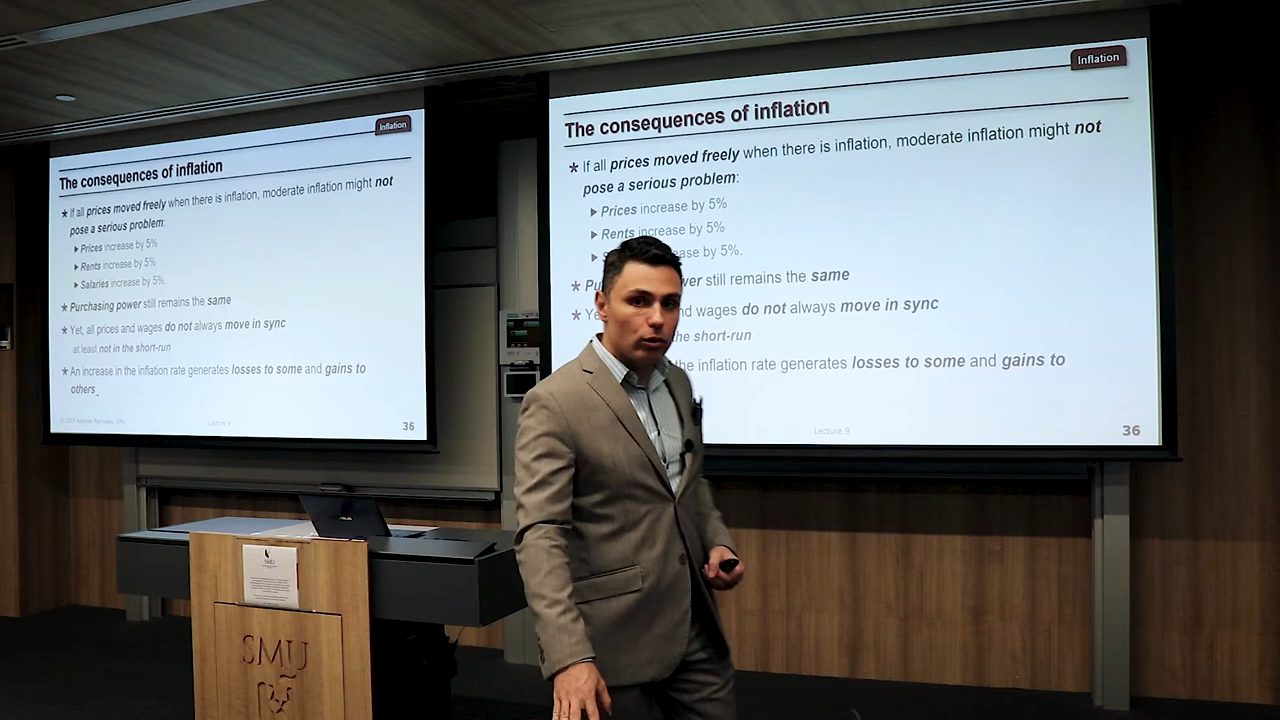 Inflation
The consequences of inflation
If all prices moved freely when there is inflation, moderate inflation might not
pose a serious problem:
Prices increase by 5%
Rents increase by 5%
Salaries increase by 5%.
Purchasing power still remains the same
Yet, all prices and wages do not always move in sync
at least not in the short-run
An increase in the inflation rate generates losses to some and gains to
others
36
Inflation
The consequences of inflation
If all prices moved freely when there is inflation, moderate inflation might not
pose a serious problem:
Prices increase by 5%
Rents increase by 5%
ease by 5%.
wer still remains the same
nd wages do not always move in sync
he short-run
the inflation rate generates losses to some and gains to
Lecture 9
36
ASUS
SMU
SMU